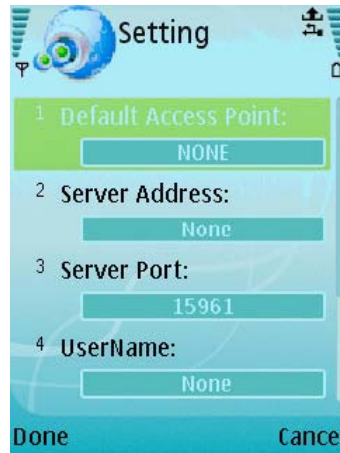 Setting
1 Default Access Point:
NONE
2 Server Address:
None
3 Server Port:
15961
4 UserName:
None
Done Cance